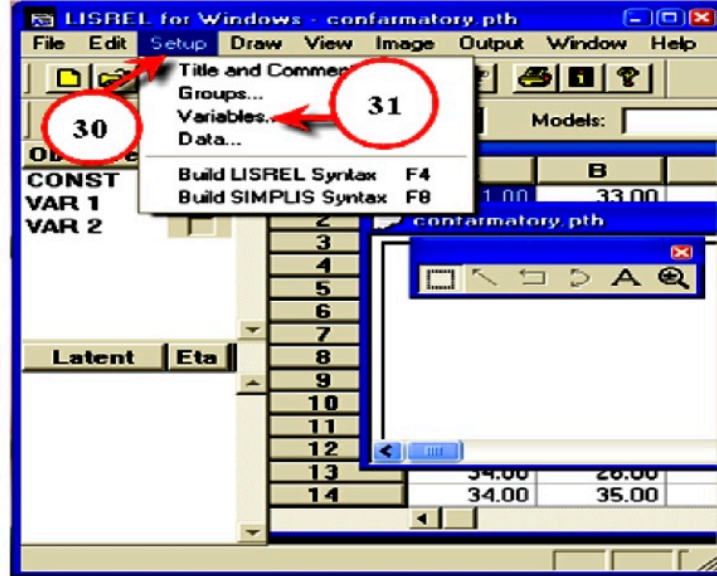 LISREL for Windows - confarmatory.pth
File Edit Setup Draw View Image Output Window Help
Title and Commen
Groups...
30
Variables..
31
Models:
Data...
CONST
Build LISREL Syntax F4
B
VAR 1
Build SIMPLIS Syntax F8
1.00 33.00
VAR 2
2
confarmatory.pth
3
4
A
5
6
7
Latent Eta
8
9
10
11
12
13 34.00 26.00
14 34.00 35.00